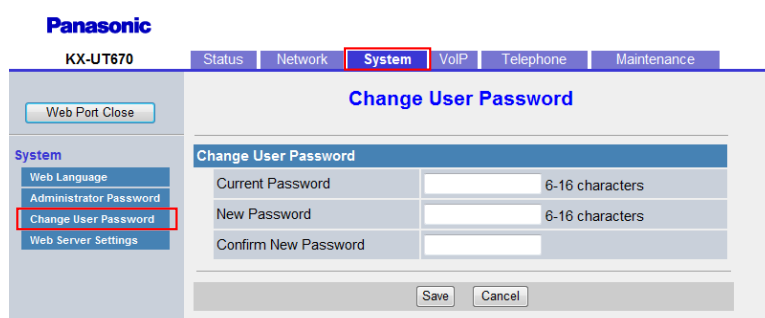 Panasonic
KX-UT670
Status Network System VoIP Telephone Maintenance
Web Port Close
Change User Password
System
Web Language
Administrator Password
Change User Password
Web Server Settings
Change User Password
Current Password 6-16 characters
New Password 6-16 characters
Confirm New Password
Save Cancel